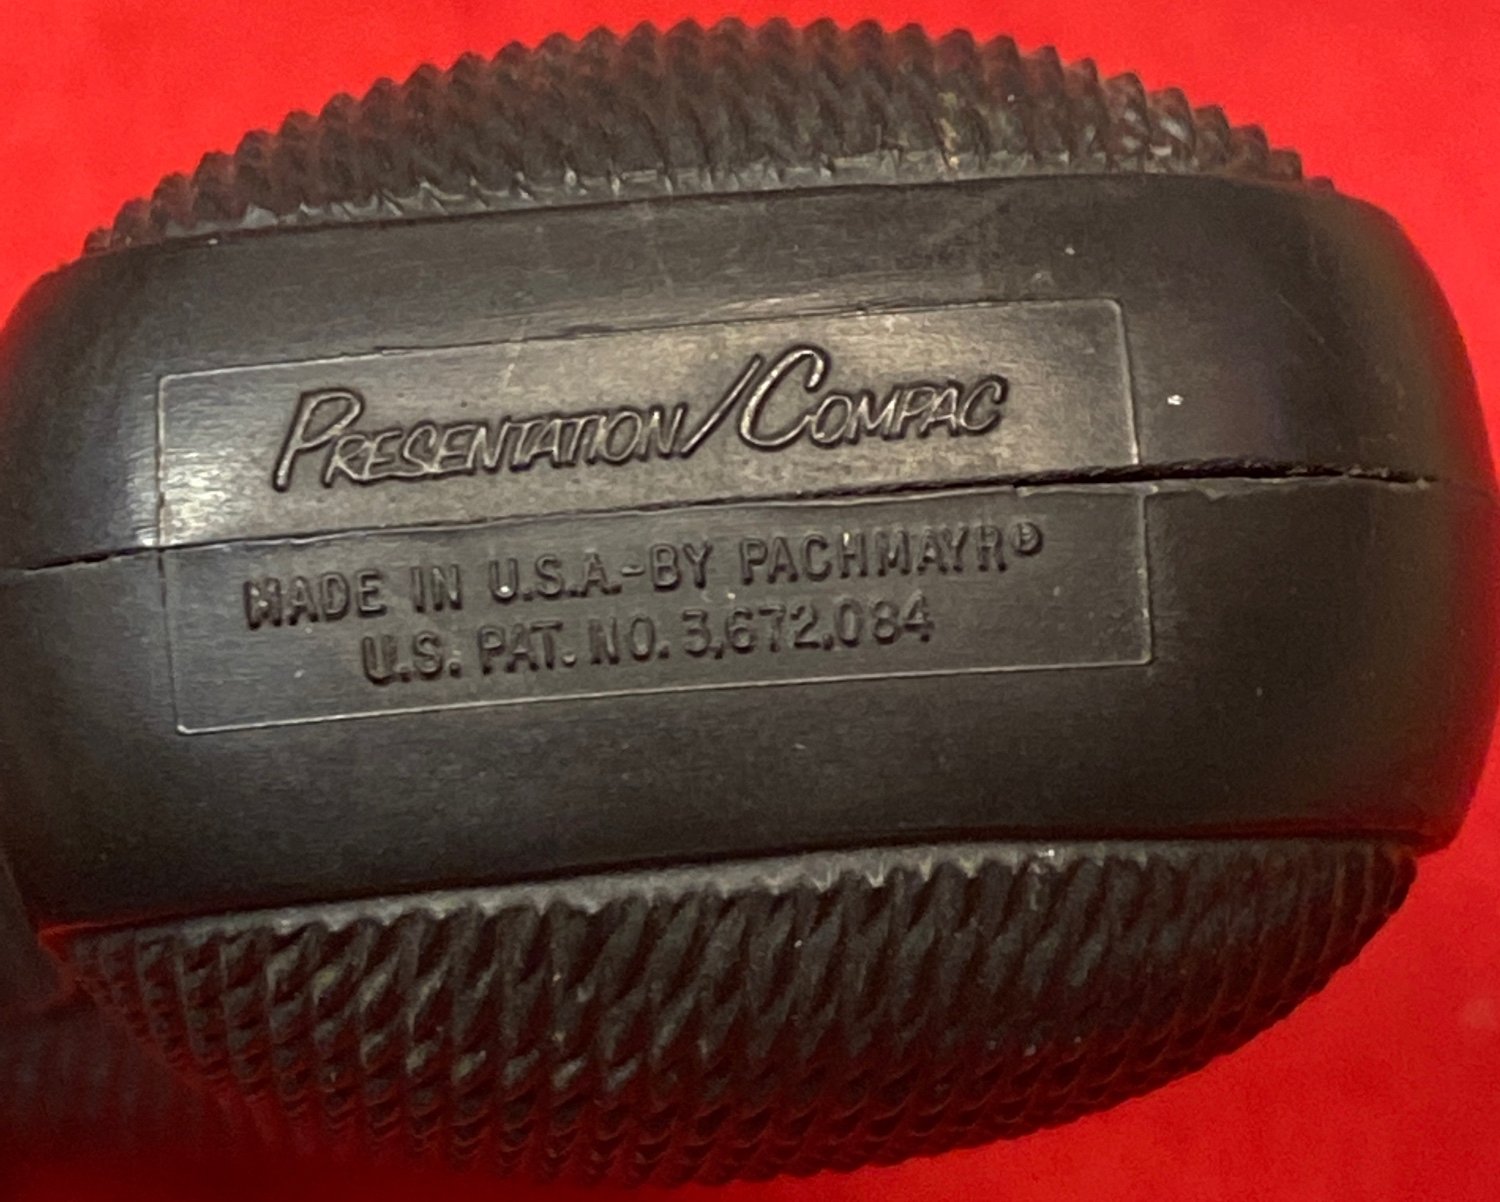 PRESENTATION/COMPAC
MADE IN U.S.A.-BY PACHMAYR®
U.S. PAT. NO. 3,672,084